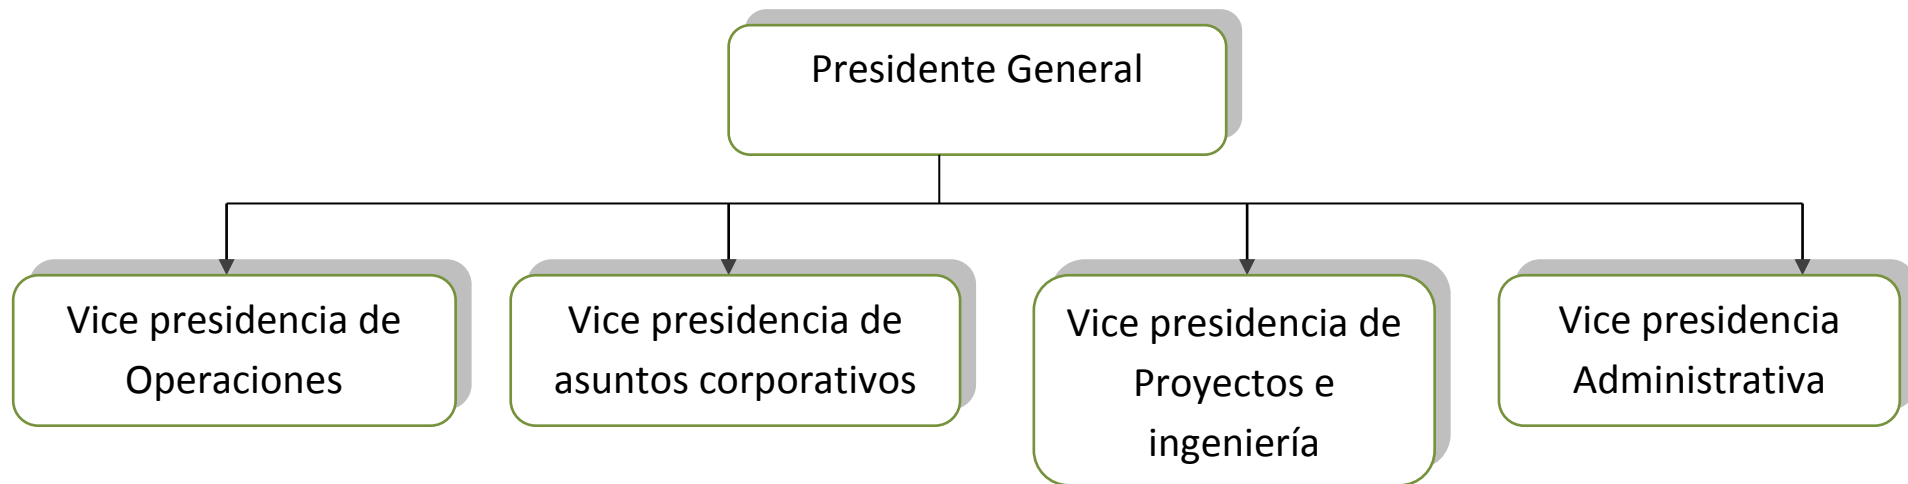 Presidente General
Vice presidencia de
Operaciones
Vice presidencia de
asuntos corporativos
Vice presidencia de
Proyectos e
ingeniería
Vice presidencia
Administrativa